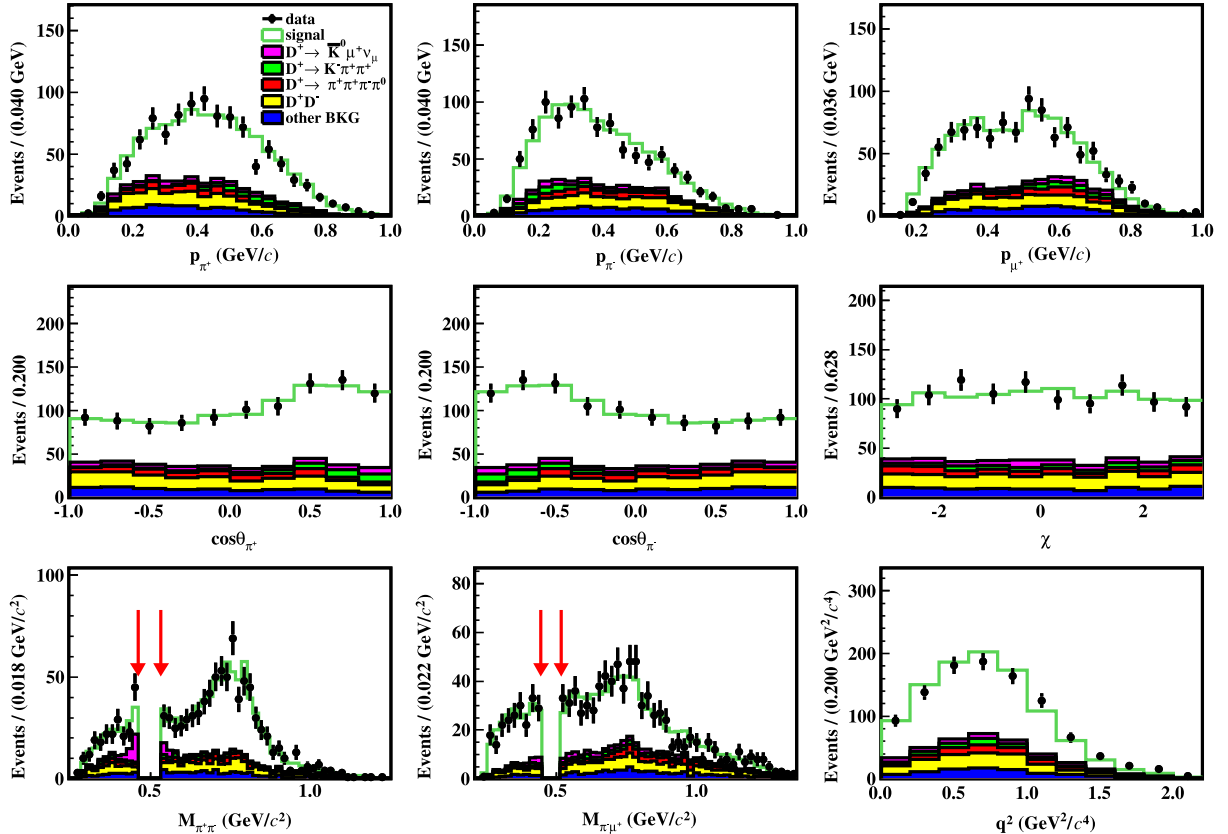 150
100
50
0
Events / (0.040 GeV)
data
signal
D⁺→ K̅⁰μ⁺ν_μ
D⁺→ K⁻π⁺π⁺
D⁺→ π⁺π⁺π⁻π⁰
D⁺D⁻
other BKG
0.0 0.2 0.4 0.6 0.8 1.0
p_π⁺ (GeV/c)
150
100
50
0
Events / (0.040 GeV)
0.0 0.2 0.4 0.6 0.8 1.0
p_π⁻ (GeV/c)
150
100
50
0
Events / (0.036 GeV)
0.2 0.4 0.6 0.8 1.0
p_μ⁺ (GeV/c)
200
150
100
50
0
Events / 0.200
-1.0 -0.5 0.0 0.5 1.0
cosθ_π⁺
200
150
100
50
0
Events / 0.200
-1.0 -0.5 0.0 0.5 1.0
cosθ_π⁻
200
150
100
50
0
Events / 0.628
-2 0 2
χ
100
50
0
Events / (0.018 GeV/c²)
0.5 1.0
M_π⁺π⁻ (GeV/c²)
80
60
40
20
0
Events / (0.022 GeV/c²)
0.5 1.0
M_π⁻μ⁺ (GeV/c²)
300
200
100
0
Events / (0.200 GeV²/c⁴)
0.0 0.5 1.0 1.5 2.0
q² (GeV²/c⁴)